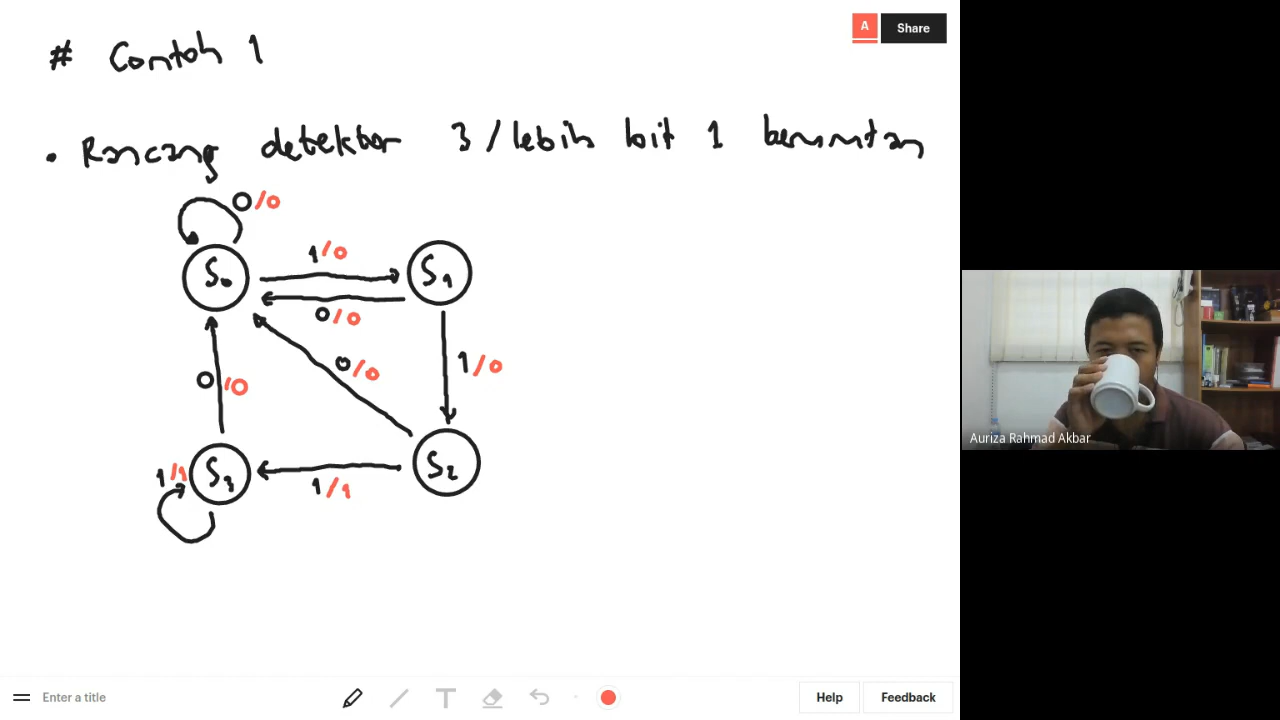 # Contoh 1
A Share
• Rancang detektor 3/lebih bit 1 berurutan
0/0
S0 1/0 S1
0/0
0/0 0/0 1/0
1/1 S3 1/1 S2
Auriza Rahmad Akbar
Enter a title T Help Feedback